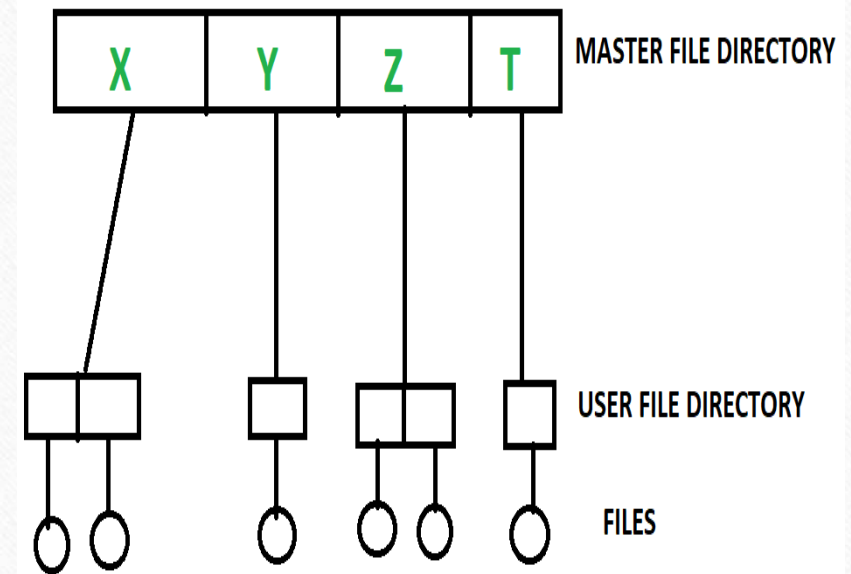 X Y Z T MASTER FILE DIRECTORY
USER FILE DIRECTORY
FILES